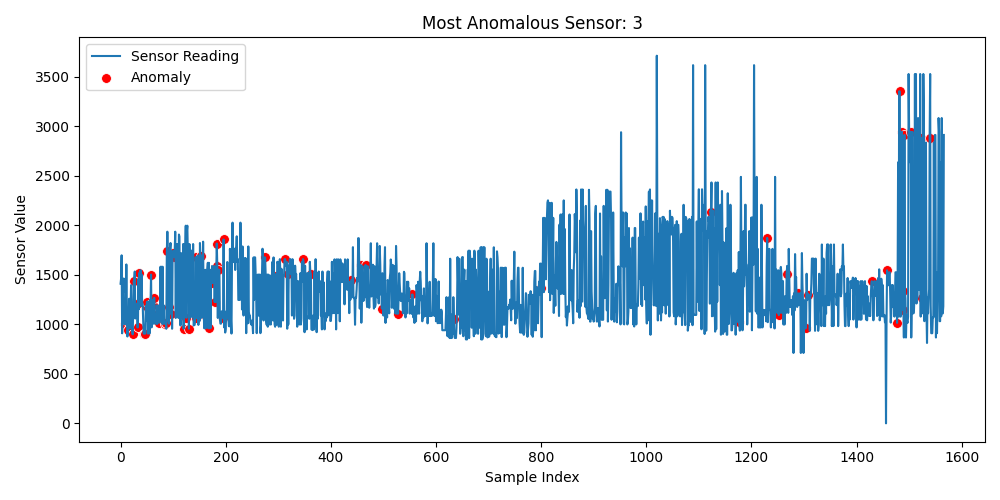 Most Anomalous Sensor: 3
Sensor Reading
Anomaly
Sensor Value
3500
3000
2500
2000
1500
1000
500
0
0 200 400 600 800 1000 1200 1400 1600
Sample Index